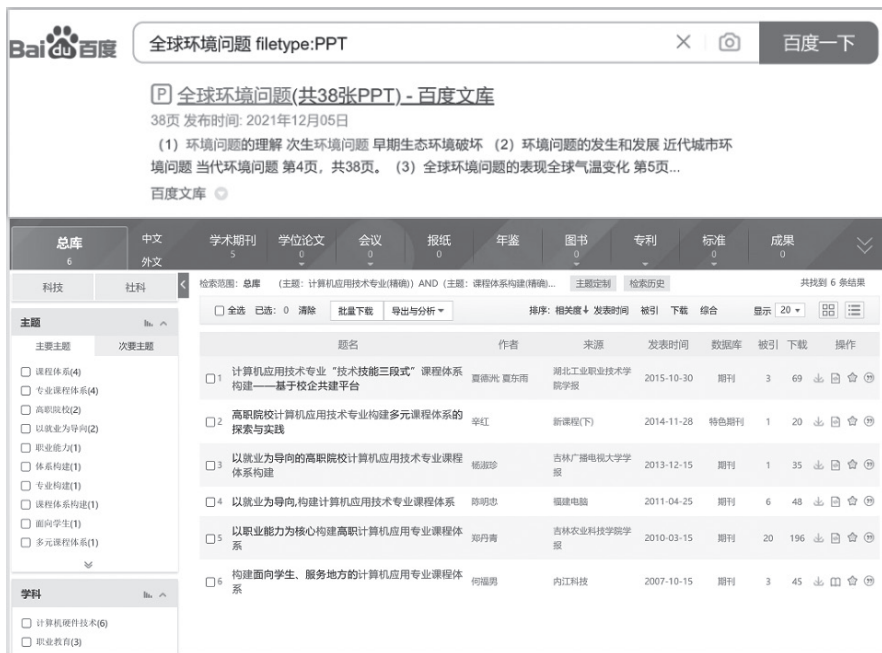 Bai du 百度
全球环境问题 filetype:PPT
百度一下
P 全球环境问题(共38张PPT) - 百度文库
38页 发布时间: 2021年12月05日
（1）环境问题的理解 次生环境问题 早期生态环境破坏 （2）环境问题的发生和发展 近代城市环
境问题 当代环境问题 第4页，共38页。（3）全球环境问题的表现全球气温变化 第5页...
百度文库
总库 中文 学术期刊 学位论文 会议 报纸 年鉴 图书 专利 标准 成果
6 外文 5 0 0 0 0 0 0 0
科技 社科
检索范围: 总库 (主题: 计算机应用技术专业(精确)) AND (主题: 课程体系构建(精确)... 主题定制 检索历史 共找到 6 条结果
全选 已选: 0 清除 批量下载 导出与分析 排序: 相关度↓ 发表时间 被引 下载 综合 显示 20
主题
主要主题 次要主题
课程体系(4)
专业课程体系(4)
高职院校(2)
以就业为导向(2)
职业能力(1)
体系构建(1)
专业构建(1)
课程体系构建(1)
面向学生(1)
多元课程体系(1)
学科
计算机硬件技术(6)
职业教育(3)
题名 作者 来源 发表时间 数据库 被引 下载 操作
1 计算机应用技术专业“技术技能三段式”课程体系 夏德洲; 夏东雨 湖北工业职业技术学 2015-10-30 期刊 3 69
构建——基于校企共建平台 院学报
2 高职院校计算机应用技术专业构建多元课程体系的 辛红 新课程(下) 2014-11-28 特色期刊 1 20
探索与实践
3 以就业为导向的高职院校计算机应用技术专业课程 杨淑珍 吉林广播电视大学学 2013-12-15 期刊 1 35
体系构建 报
4 以就业为导向,构建计算机应用技术专业课程体系 陈明忠 福建电脑 2011-04-25 期刊 6 48
5 以职业能力为核心构建高职计算机应用专业课程体 郑丹青 吉林农业科技学院学 2010-03-15 期刊 20 196
系 报
6 构建面向学生、服务地方的计算机应用专业课程体 何福男 内江科技 2007-10-15 期刊 3 45
系